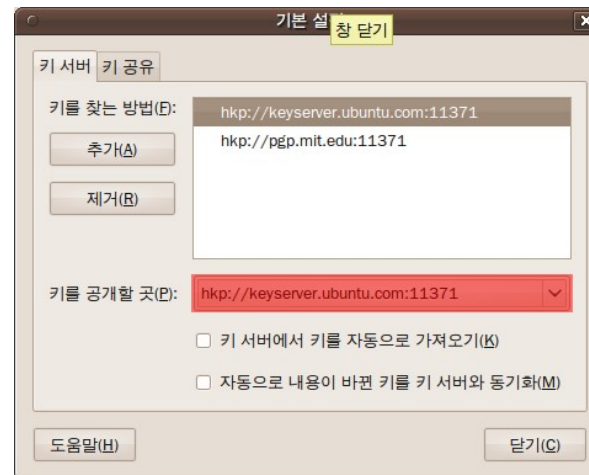 기본 설
창 닫기
키 서버 키 공유
키를 찾는 방법(F):
hkp://keyserver.ubuntu.com:11371
hkp://pgp.mit.edu:11371
추가(A)
제거(R)
키를 공개할 곳(P):
hkp://keyserver.ubuntu.com:11371
키 서버에서 키를 자동으로 가져오기(K)
자동으로 내용이 바뀐 키를 키 서버와 동기화(M)
도움말(H)
닫기(C)